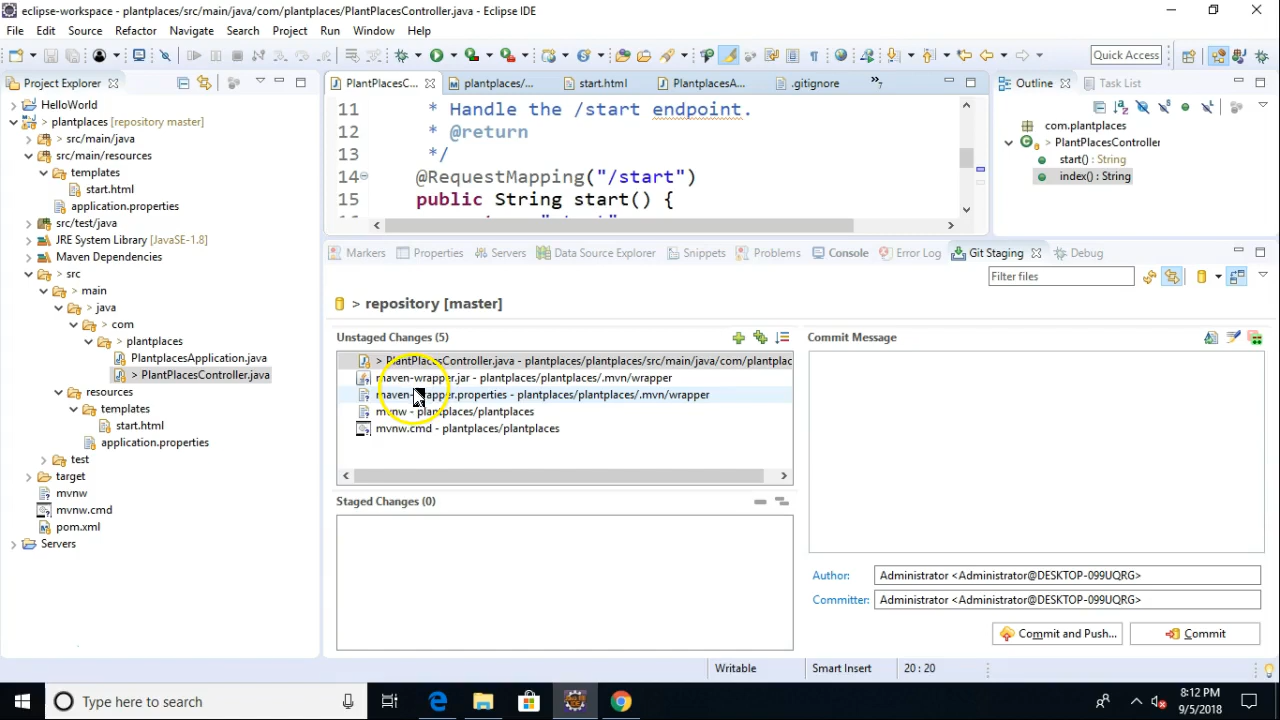 eclipse-workspace - plantplaces/src/main/java/com/plantplaces/PlantPlacesController.java - Eclipse IDE
File Edit Source Refactor Navigate Search Project Run Window Help
Quick Access
Project Explorer
HelloWorld
plantplaces [repository master]
> src/main/java
src/main/resources
templates
start.html
application.properties
src/test/java
JRE System Library [JavaSE-1.8]
Maven Dependencies
> src
> main
> java
> com
> plantplaces
PlantplacesApplication.java
> PlantPlacesController.java
> resources
templates
start.html
application.properties
test
target
mvnw
mvnw.cmd
pom.xml
Servers
PlantPlacesC... plantplaces/... start.html PlantplacesA... .gitignore »7
11 * Handle the /start endpoint.
12 * @return
13 */
14 @RequestMapping("/start")
15 public String start() {
Outline Task List
com.plantplaces
> PlantPlacesController
start() : String
index() : String
Markers Properties Servers Data Source Explorer Snippets Problems Console Error Log Git Staging Debug
Filter files
> repository [master]
Unstaged Changes (5)
> PlantPlacesController.java - plantplaces/plantplaces/src/main/java/com/plantplac
maven-wrapper.jar - plantplaces/plantplaces/.mvn/wrapper
maven-wrapper.properties - plantplaces/plantplaces/.mvn/wrapper
mvnw - plantplaces/plantplaces
mvnw.cmd - plantplaces/plantplaces
Staged Changes (0)
Commit Message
Author: Administrator <Administrator@DESKTOP-099UQRG>
Committer: Administrator <Administrator@DESKTOP-099UQRG>
Commit and Push... Commit
Writable Smart Insert 20 : 20
Type here to search
8:12 PM
9/5/2018